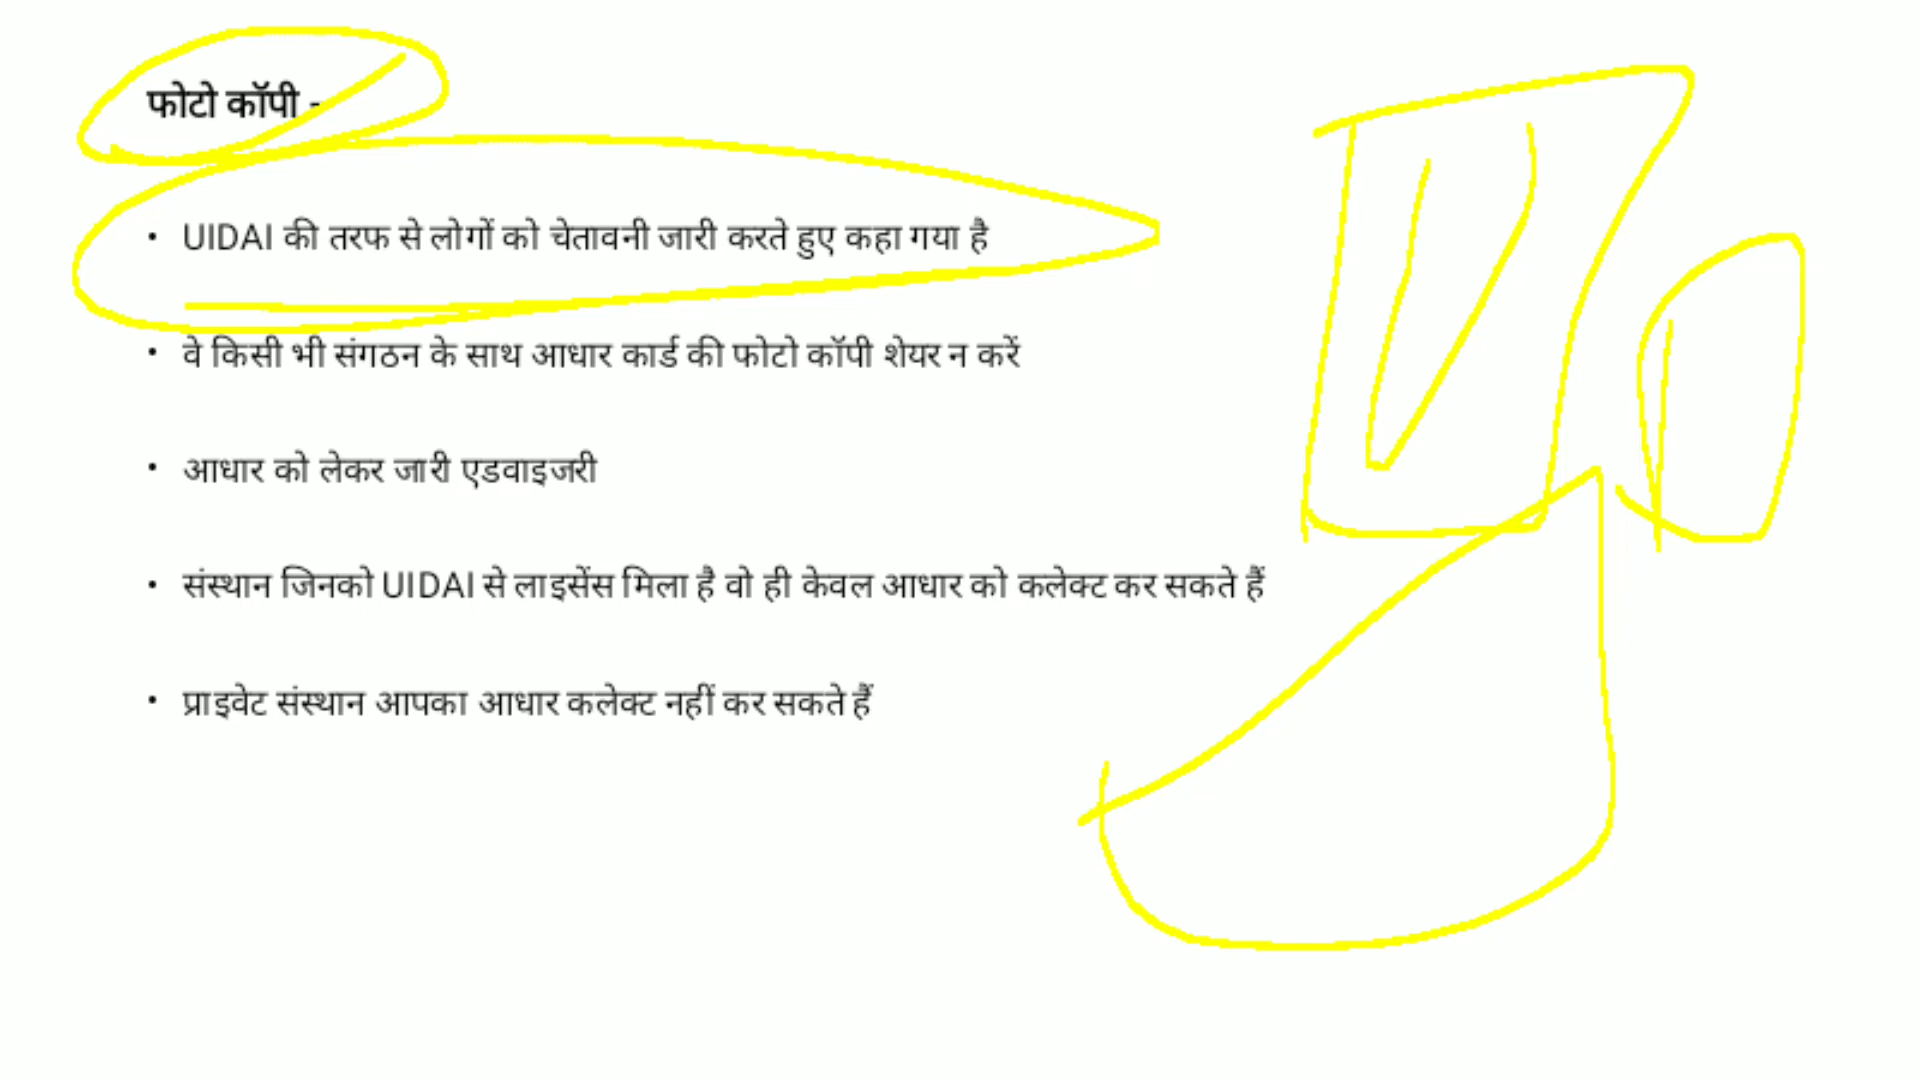 फोटो कॉपी -
• UIDAI की तरफ से लोगों को चेतावनी जारी करते हुए कहा गया है
• वे किसी भी संगठन के साथ आधार कार्ड की फोटो कॉपी शेयर न करें
• आधार को लेकर जारी एडवाइजरी
• संस्थान जिनको UIDAI से लाइसेंस मिला है वो ही केवल आधार को कलेक्ट कर सकते हैं
• प्राइवेट संस्थान आपका आधार कलेक्ट नहीं कर सकते हैं